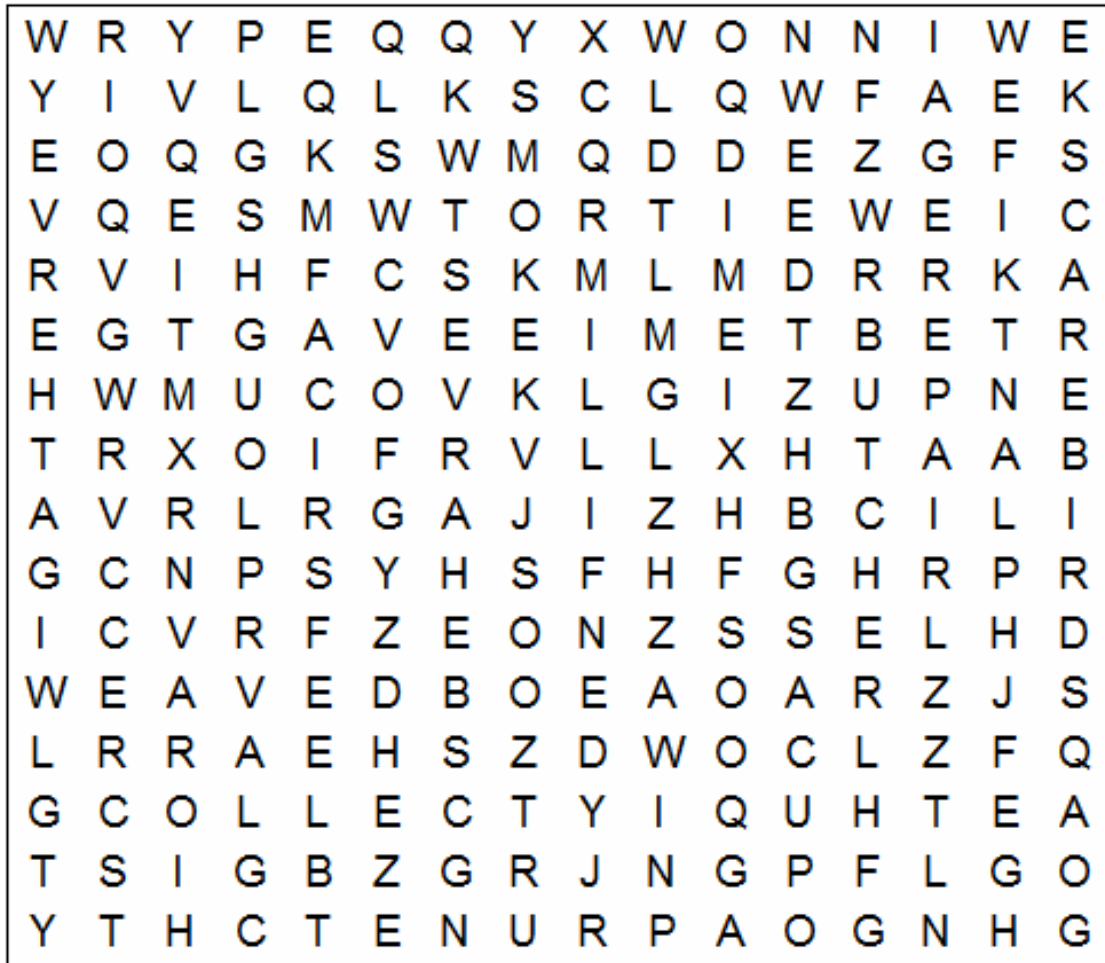 W R Y P E Q Q Y X W O N N I W E
Y I V L Q L K S C L Q W F A E K
E O Q G K S W M Q D D E Z G F S
V Q E S M W T O R T I E W E I C
R V I H F C S K M L M D R R K A
E G T G A V E E I M E T B E T R
H W M U C O V K L G I Z U P N E
T R X O I F R V L L X H T A A B
A V R L R G A J I Z H B C I L I
G C N P S Y H S F H F G H R P R
I C V R F Z E O N Z S S E L H D
W E A V E D B O E A O A R Z J S
L R R A E H S Z D W O C L Z F Q
G C O L L E C T Y I Q U H T E A
T S I G B Z G R J N G P F L G O
Y T H C T E N U R P A O G N H G